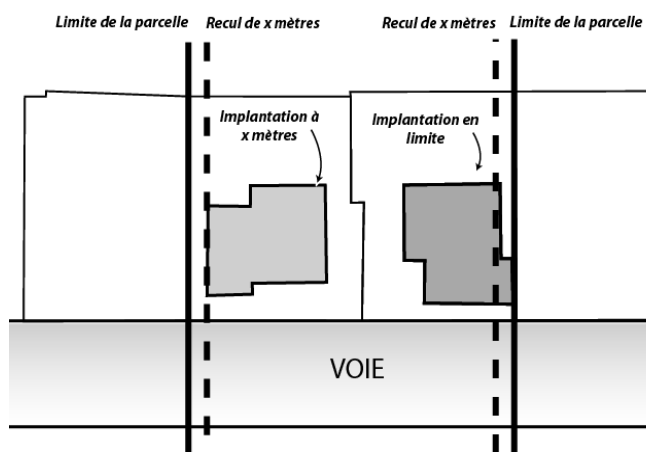 Limite de la parcelle Recul de x mètres Recul de x mètres Limite de la parcelle
Implantation à
x mètres
Implantation en
limite
VOIE